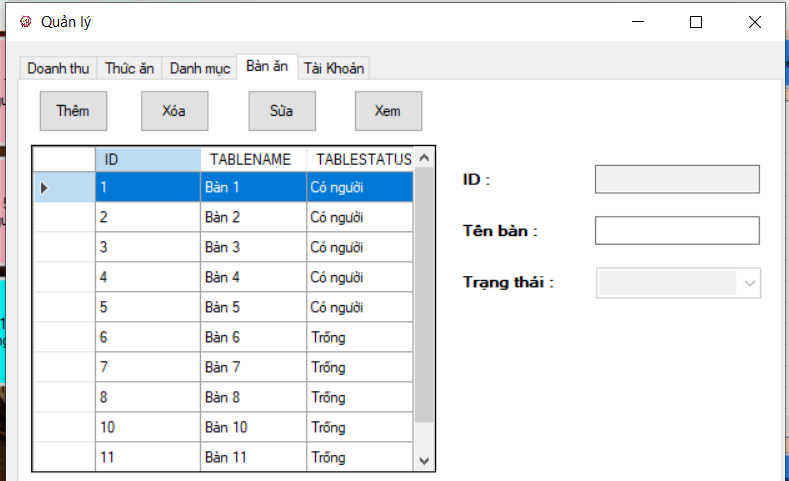 Quản lý
Doanh thu Thức ăn Danh mục Bàn ăn Tài Khoản
Thêm Xóa Sửa Xem
ID TABLENAME TABLESTATUS
1 Bàn 1 Có người
2 Bàn 2 Có người
3 Bàn 3 Có người
4 Bàn 4 Có người
5 Bàn 5 Có người
6 Bàn 6 Trống
7 Bàn 7 Trống
8 Bàn 8 Trống
10 Bàn 10 Trống
11 Bàn 11 Trống
ID :
Tên bàn :
Trạng thái :